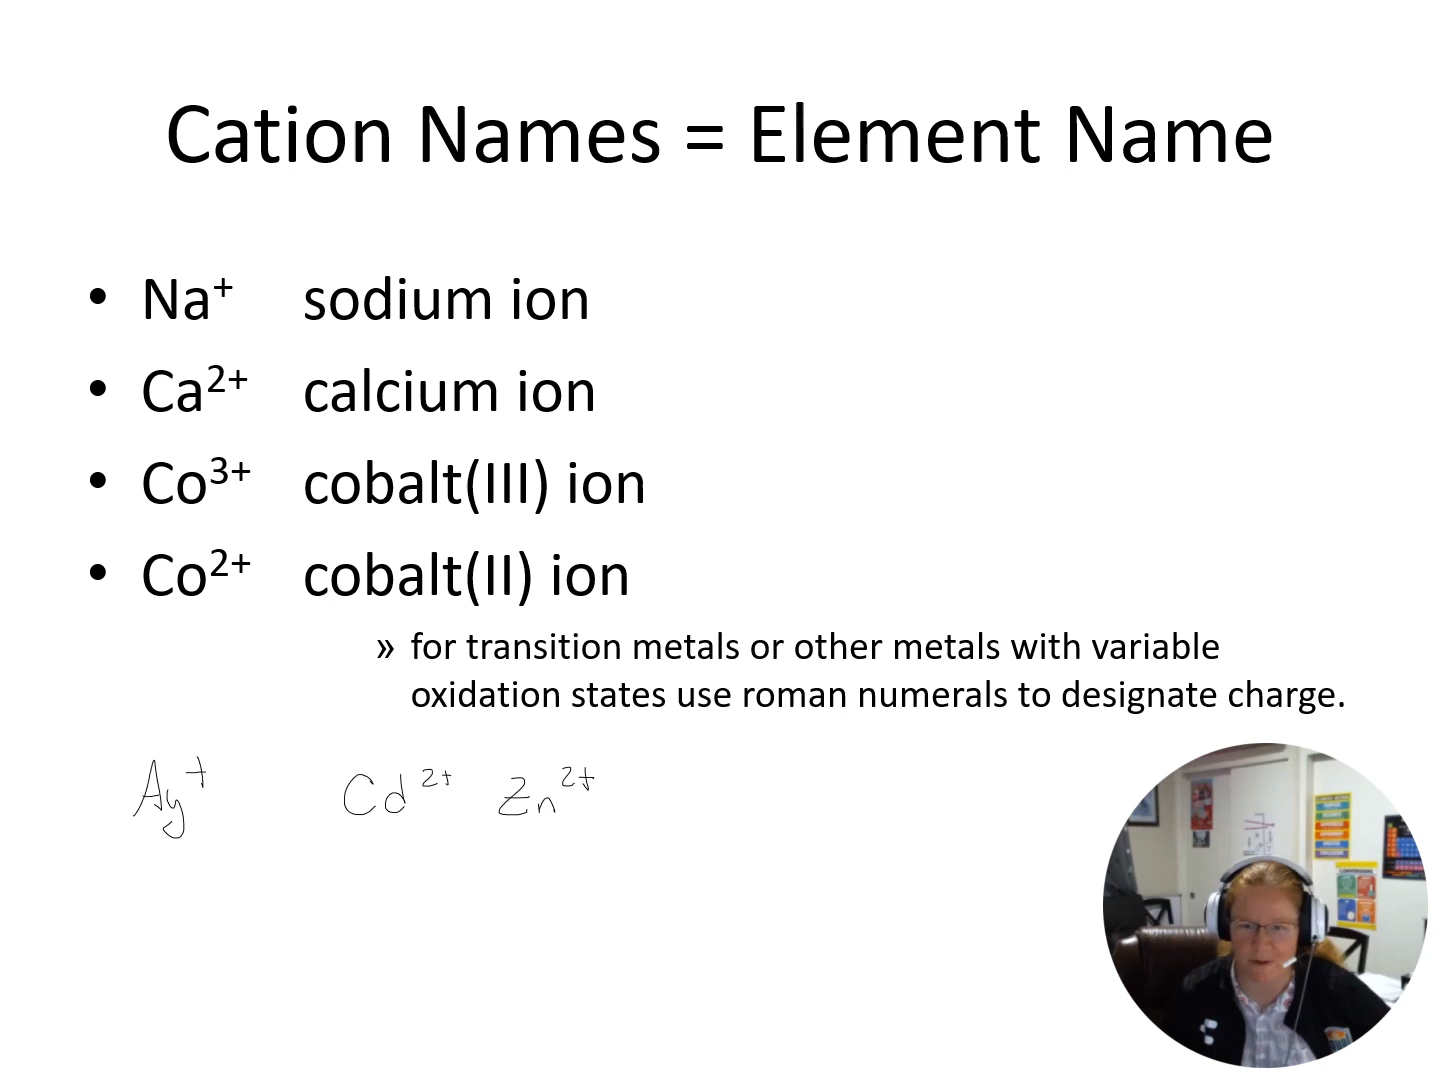 Cation Names = Element Name
• Na⁺ sodium ion
• Ca²⁺ calcium ion
• Co³⁺ cobalt(III) ion
• Co²⁺ cobalt(II) ion
» for transition metals or other metals with variable
oxidation states use roman numerals to designate charge.
Ag⁺ Cd²⁺ Zn²⁺